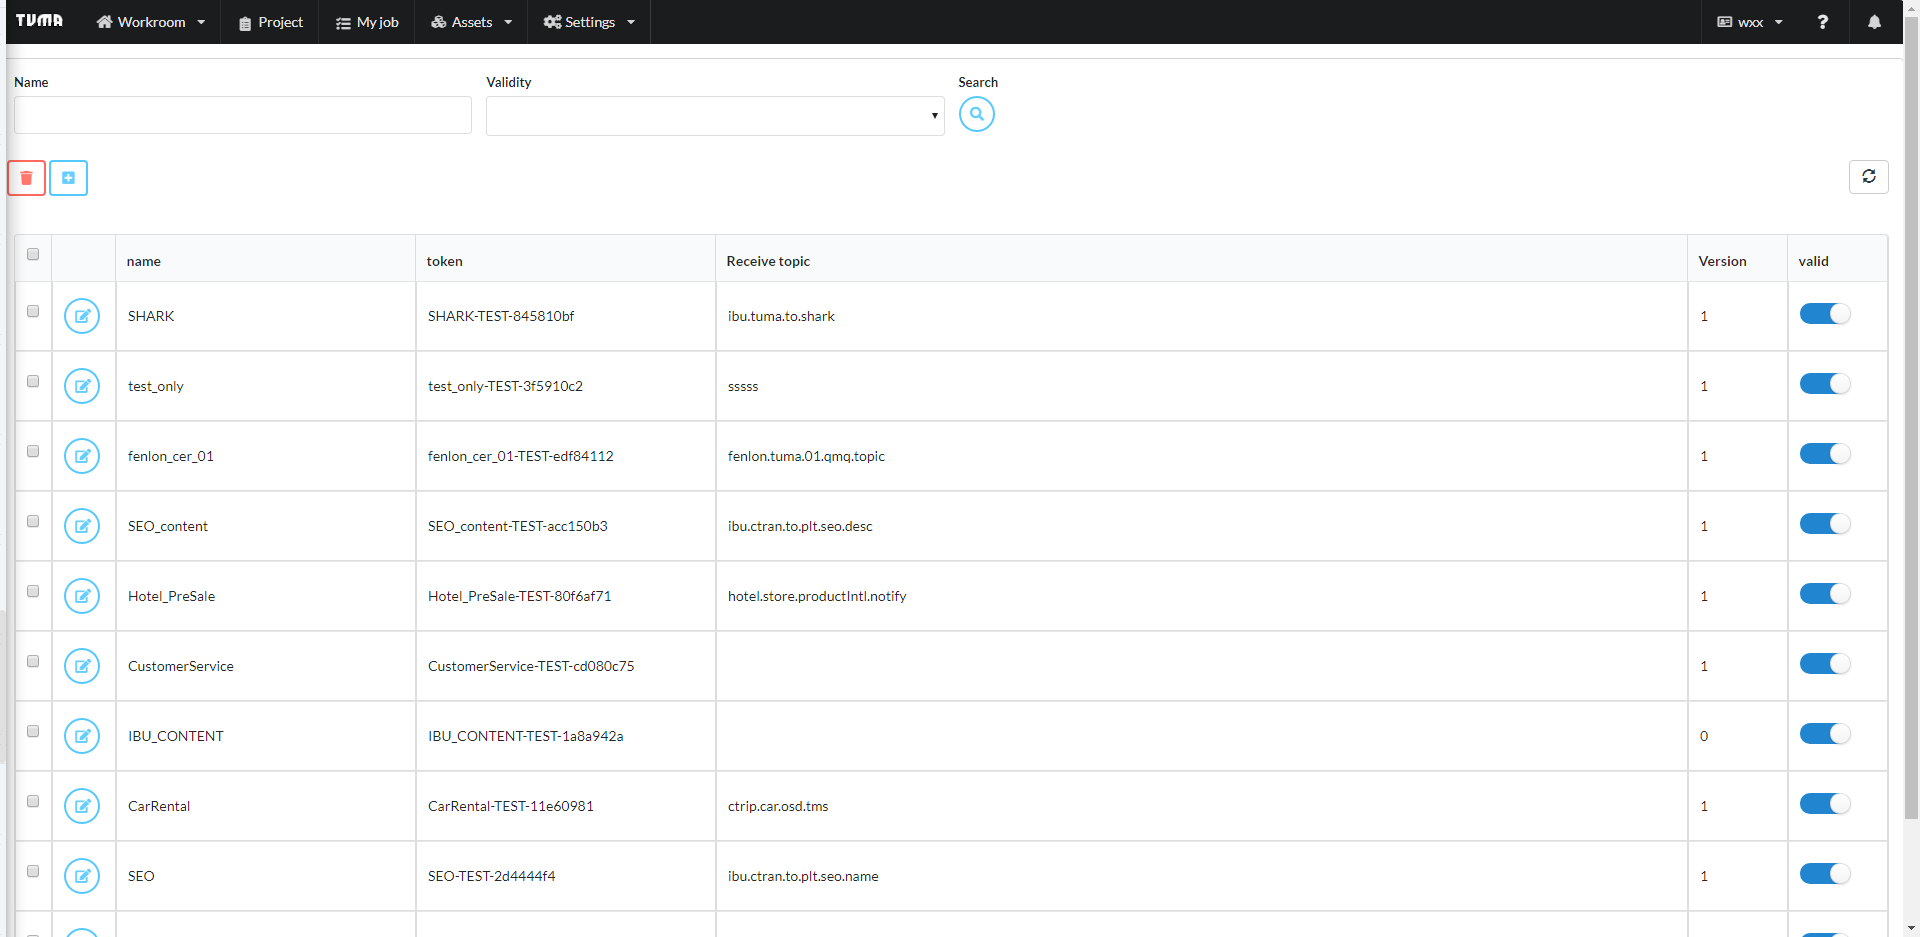 TUMA Workroom Project My job Assets Settings wxx ?
Name Validity Search
name token Receive topic Version valid
SHARK SHARK-TEST-845810bf ibu.tuma.to.shark 1
test_only test_only-TEST-3f5910c2 sssss 1
fenlon_cer_01 fenlon_cer_01-TEST-edf84112 fenlon.tuma.01.qmq.topic 1
SEO_content SEO_content-TEST-acc150b3 ibu.ctran.to.plt.seo.desc 1
Hotel_PreSale Hotel_PreSale-TEST-80f6af71 hotel.store.productIntl.notify 1
CustomerService CustomerService-TEST-cd080c75 1
IBU_CONTENT IBU_CONTENT-TEST-1a8a942a 0
CarRental CarRental-TEST-11e60981 ctrip.car.osd.tms 1
SEO SEO-TEST-2d4444f4 ibu.ctran.to.plt.seo.name 1